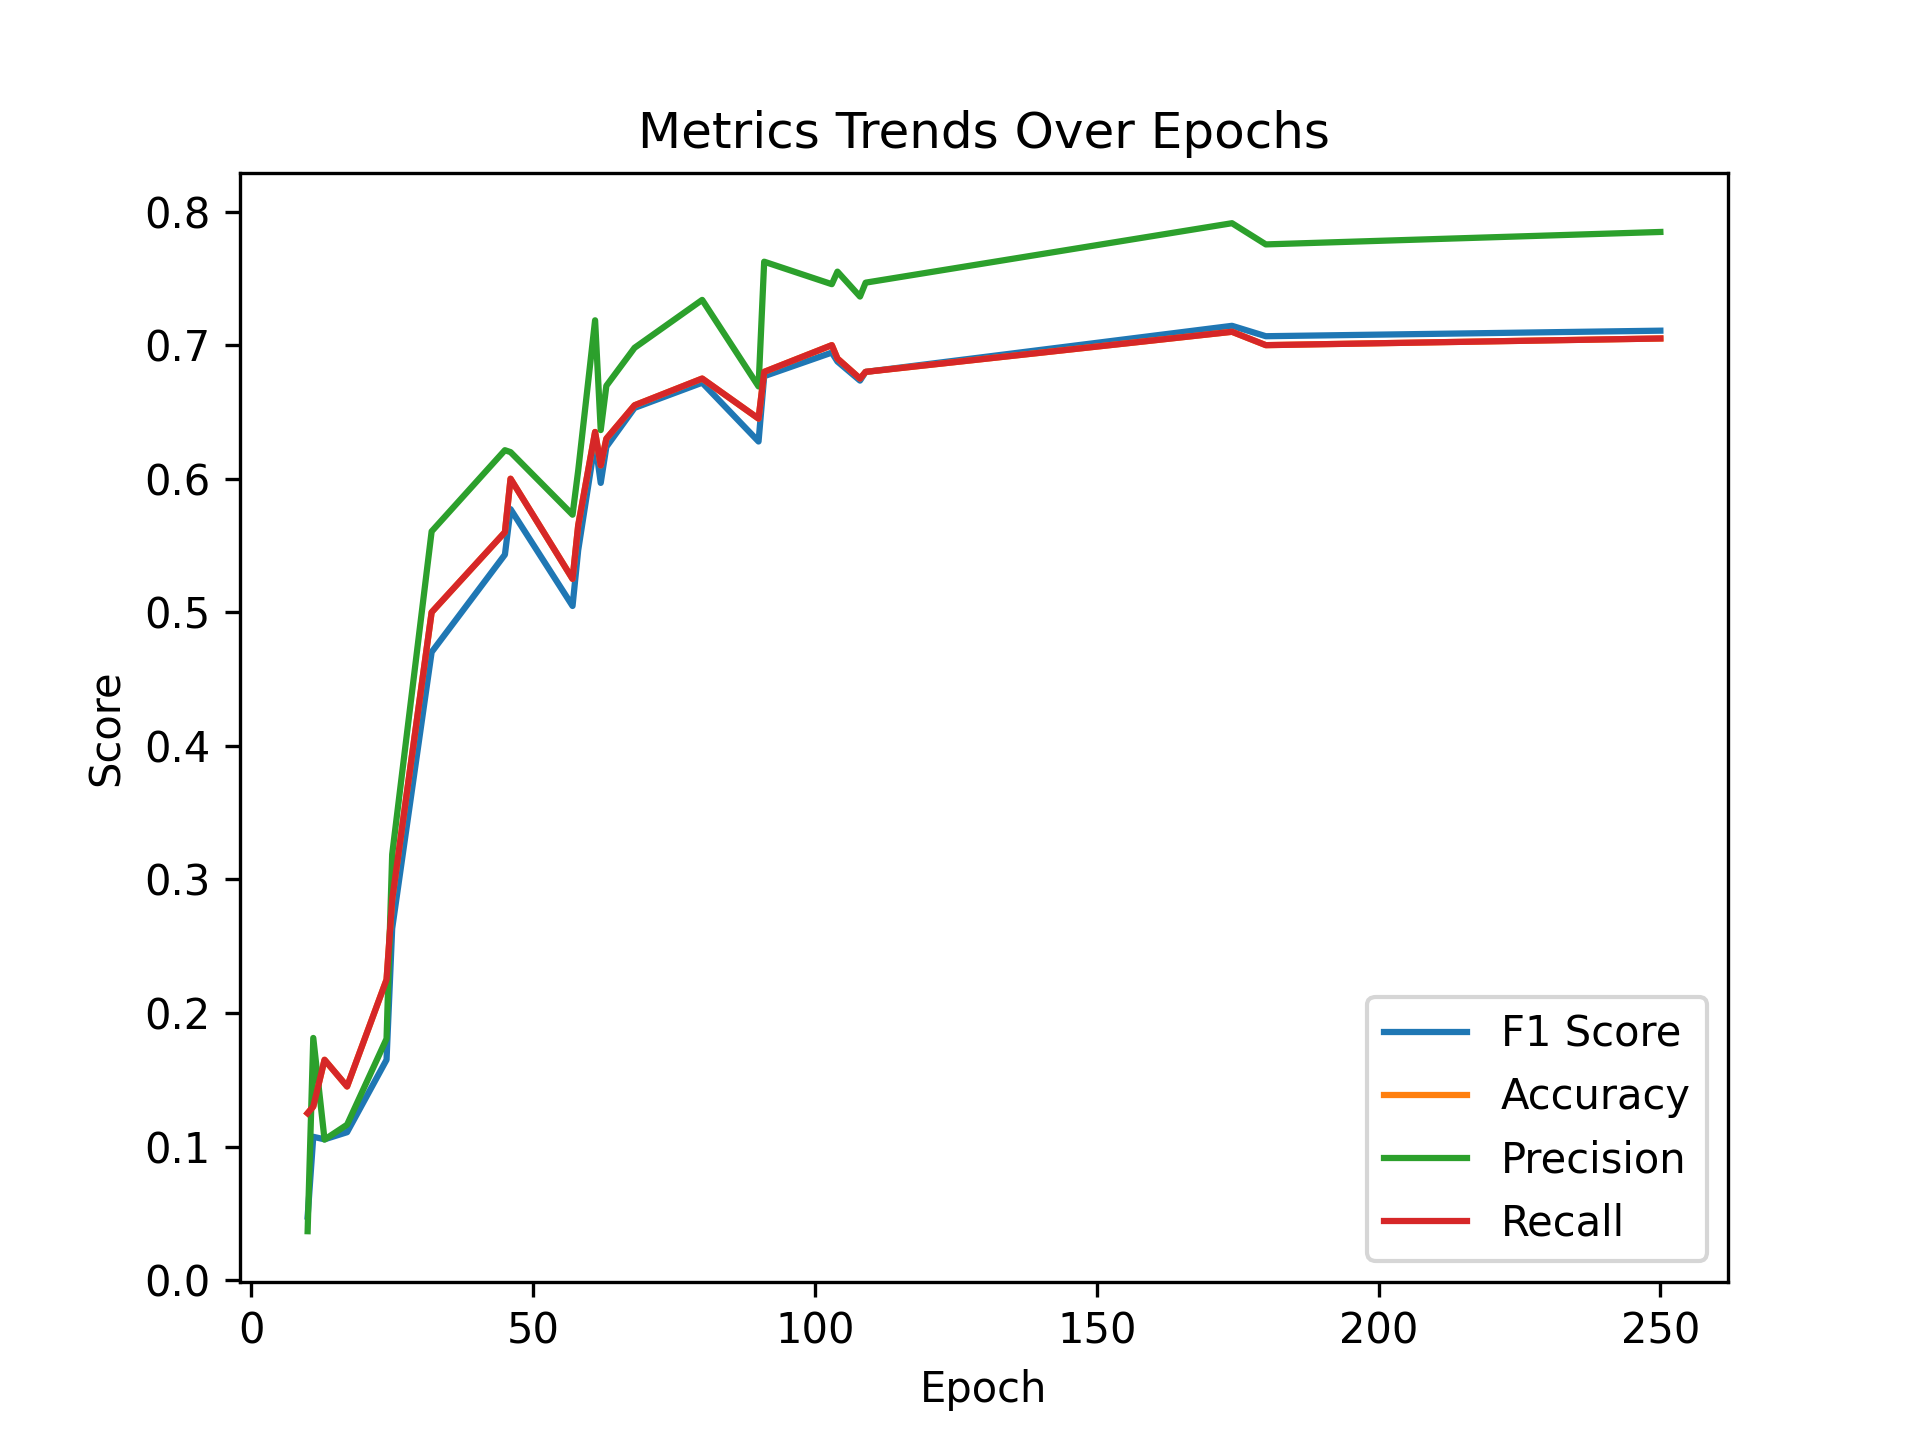 Metrics Trends Over Epochs
0.8
0.7
0.6
0.5
0.4
0.3
0.2
0.1
0.0
Score
0 50 100 150 200 250
Epoch
F1 Score
Accuracy
Precision
Recall